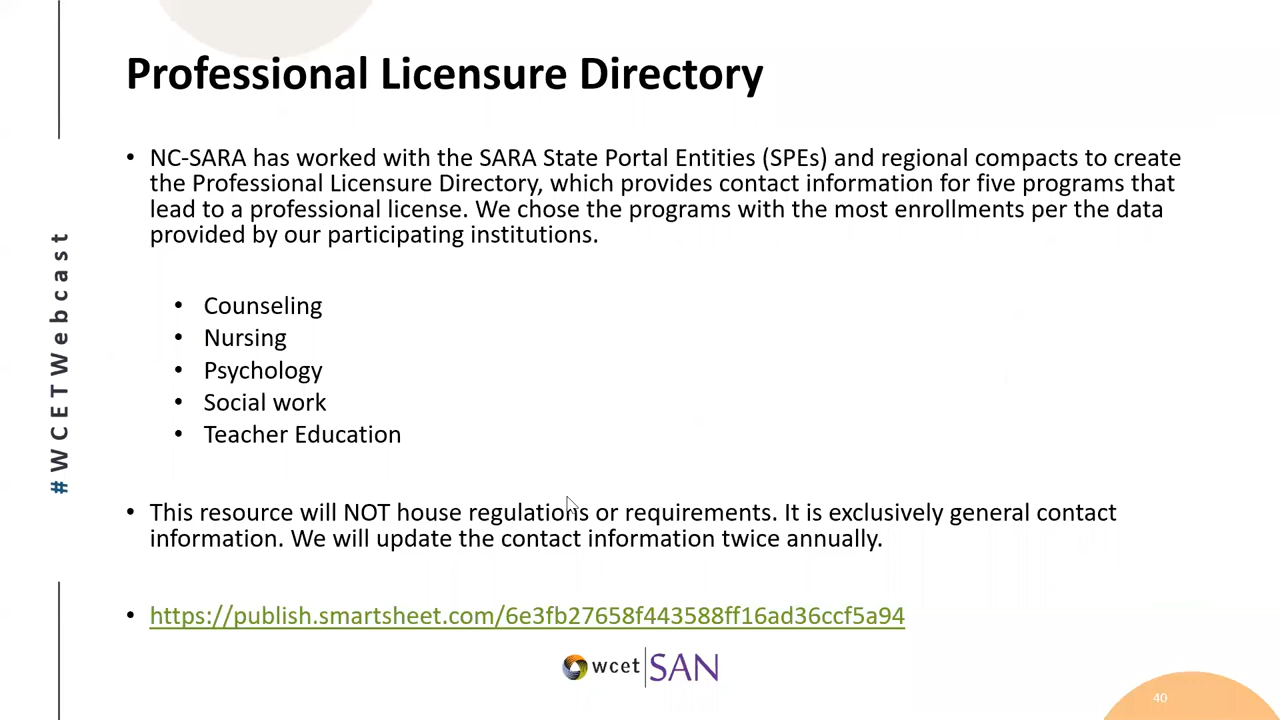 Professional Licensure Directory
• NC-SARA has worked with the SARA State Portal Entities (SPEs) and regional compacts to create
the Professional Licensure Directory, which provides contact information for five programs that
lead to a professional license. We chose the programs with the most enrollments per the data
provided by our participating institutions.
• Counseling
• Nursing
• Psychology
• Social work
• Teacher Education
• This resource will NOT house regulations or requirements. It is exclusively general contact
information. We will update the contact information twice annually.
• https://publish.smartsheet.com/6e3fb27658f443588ff16ad36ccf5a94
#WCETWebcast
wcet SAN
40